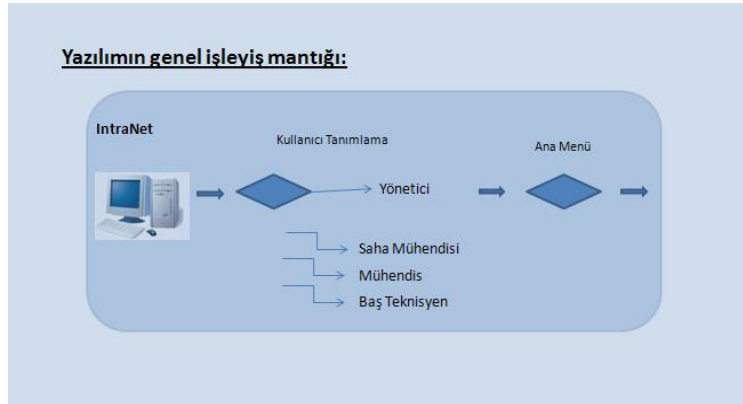 Yazılımın genel işleyiş mantığı:
IntraNet
Kullanıcı Tanımlama
Ana Menü
Yönetici
Saha Mühendisi
Mühendis
Baş Teknisyen